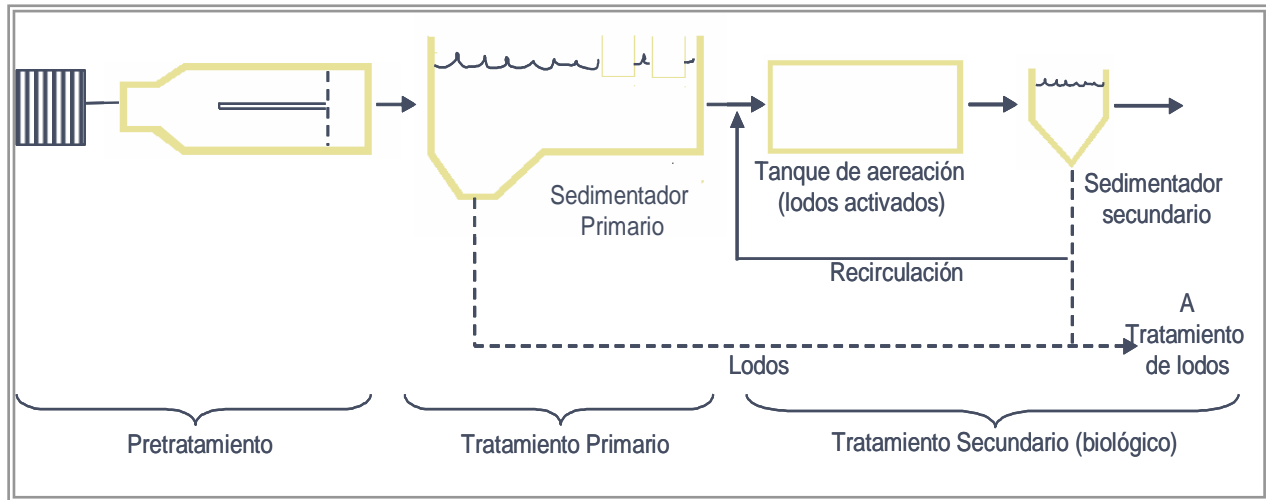 Sedimentador
Primario
Tanque de aereación
(lodos activados)
Sedimentador
secundario
Recirculación
A
Tratamiento
de lodos
Lodos
Pretratamiento
Tratamiento Primario
Tratamiento Secundario (biológico)